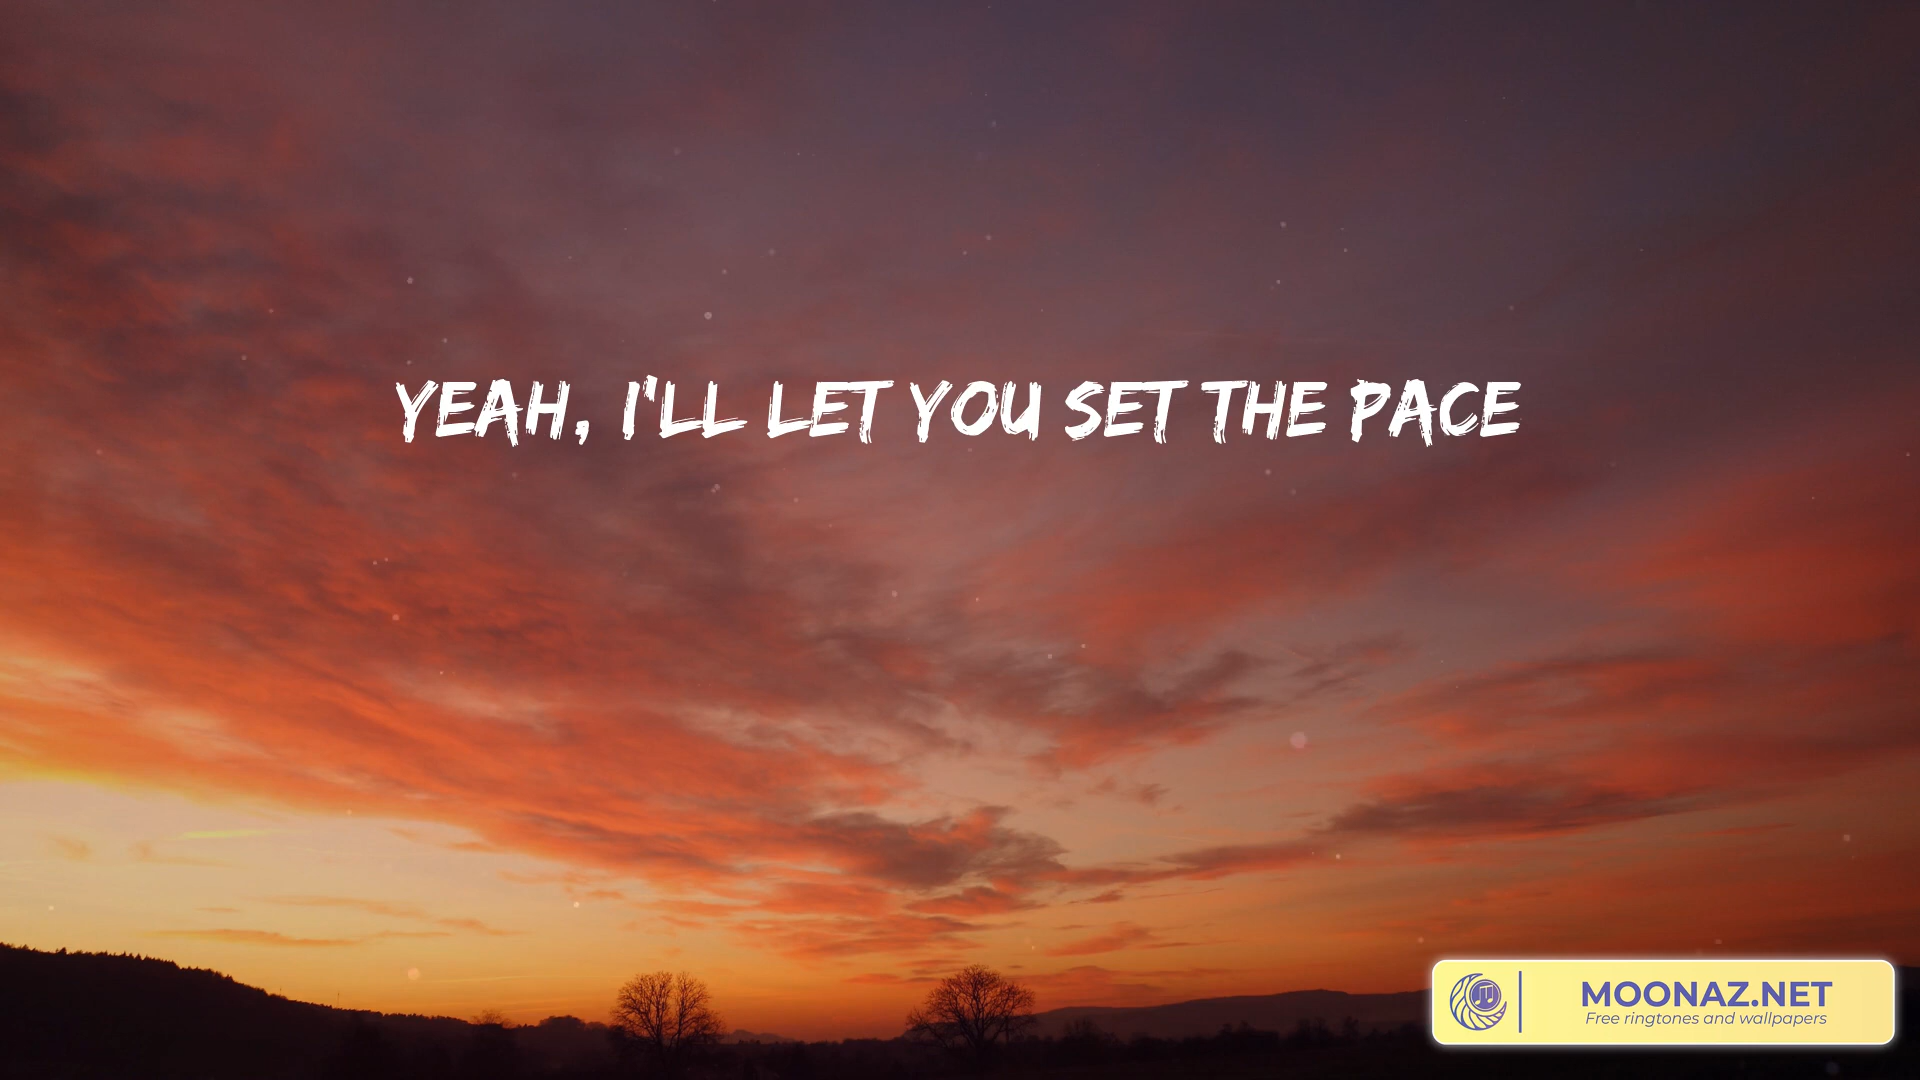 YEAH, I'LL LET YOU SET THE PACE
MOONAZ.NET
Free ringtones and wallpapers